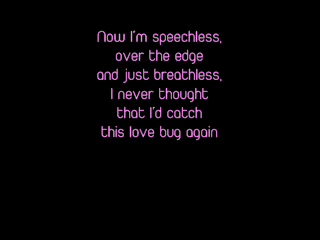 Now I'm speechless,
over the edge
and just breathless,
I never thought
that I'd catch
this love bug again